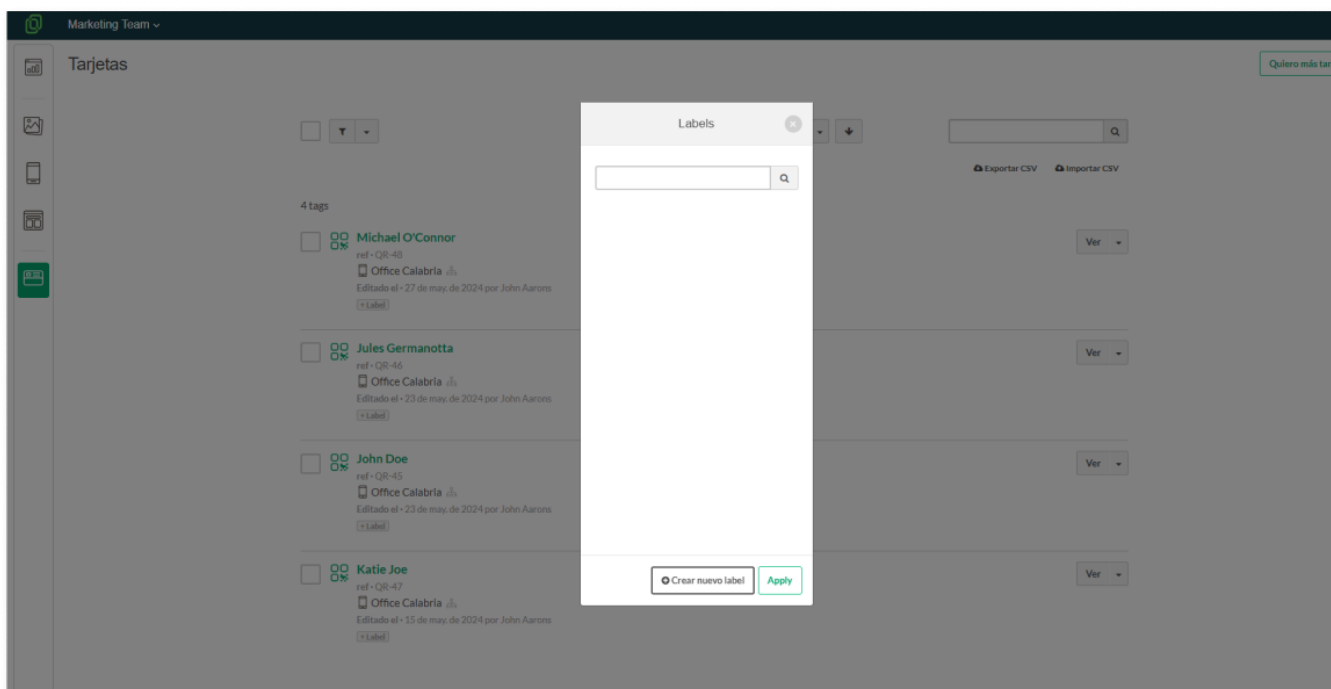 Marketing Team
Tarjetas
Quiero más tar
Labels
Exportar CSV Importar CSV
4 tags
Michael O'Connor
Ver
ref · QR-48
Office Calabria
Editado el · 27 de may. de 2024 por John Aarons
+ Label
Jules Germanotta
Ver
ref · QR-46
Office Calabria
Editado el · 23 de may. de 2024 por John Aarons
+ Label
John Doe
Ver
ref · QR-45
Office Calabria
Editado el · 23 de may. de 2024 por John Aarons
+ Label
Katie Joe
Ver
ref · QR-47
Office Calabria
Editado el · 15 de may. de 2024 por John Aarons
+ Label
Crear nuevo label Apply